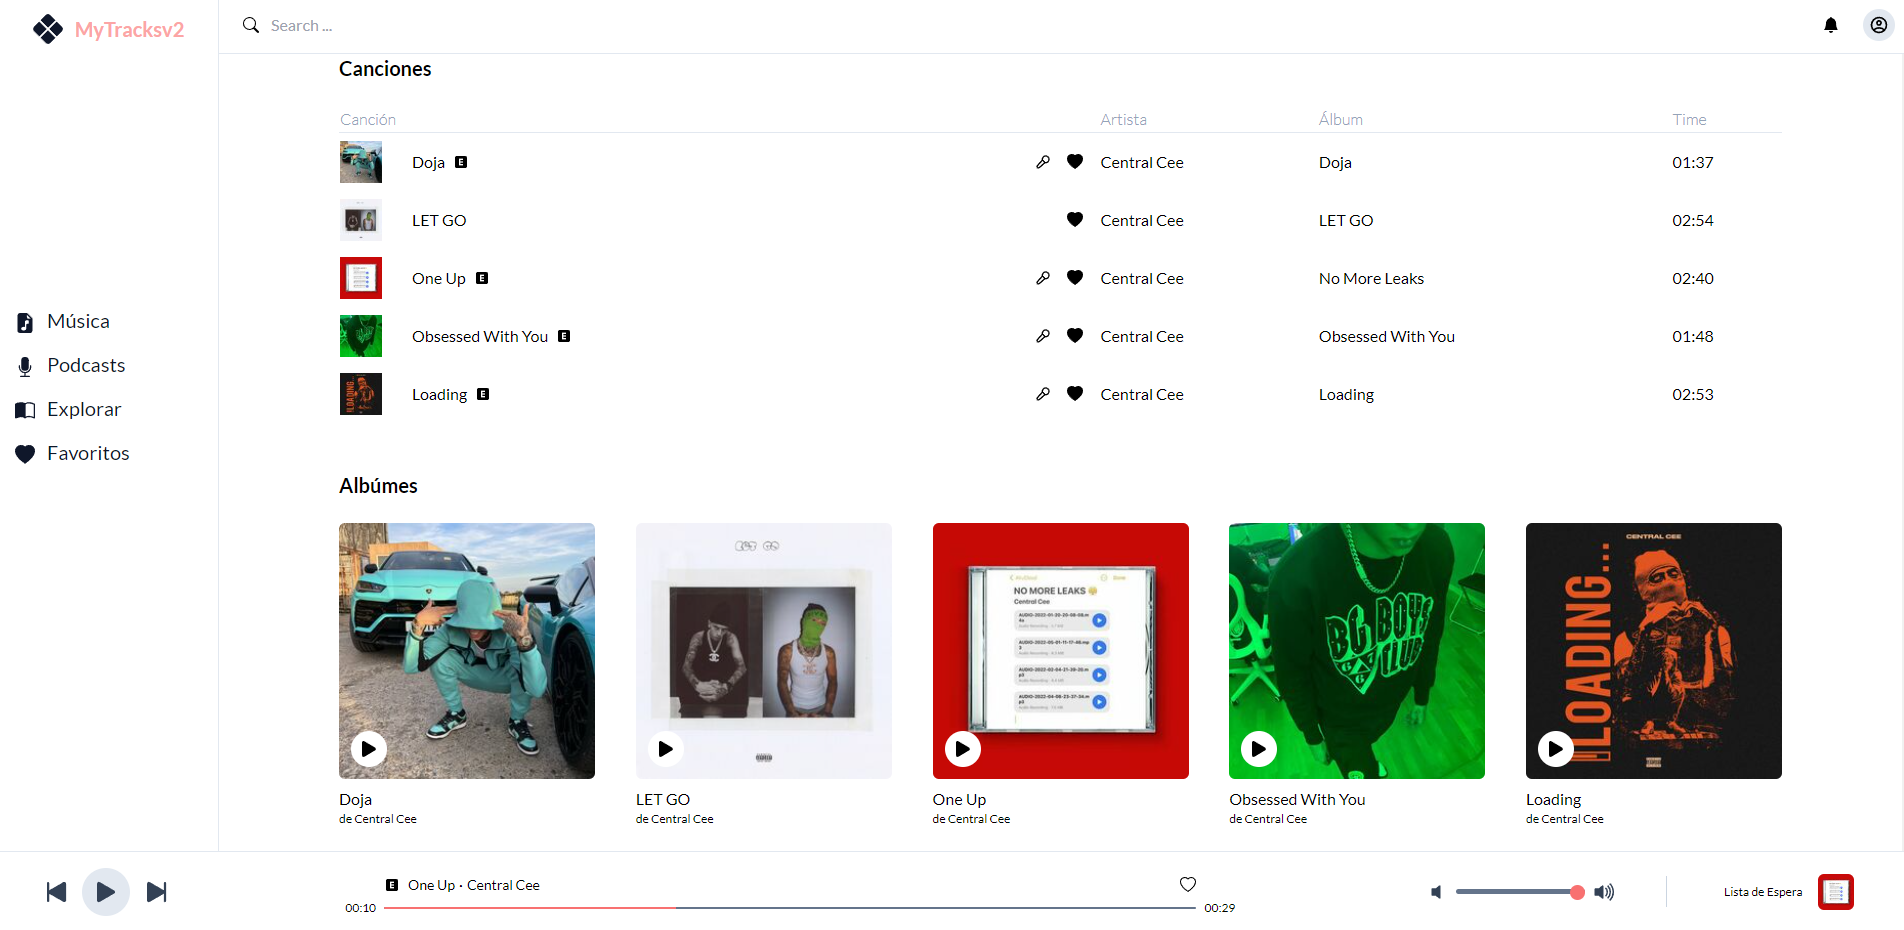 MyTracksv2
Search ...
Música
Podcasts
Explorar
Favoritos
Canciones
Canción Artista Álbum Time
Doja E Central Cee Doja 01:37
LET GO Central Cee LET GO 02:54
One Up E Central Cee No More Leaks 02:40
Obsessed With You E Central Cee Obsessed With You 01:48
Loading E Central Cee Loading 02:53
Albúmes
NO MORE LEAKS
Central Cee
BC BOYS
CLUB
CENTRAL CEE
LOADING...
Doja LET GO One Up Obsessed With You Loading
de Central Cee de Central Cee de Central Cee de Central Cee de Central Cee
E One Up · Central Cee
00:10 00:29
Lista de Espera